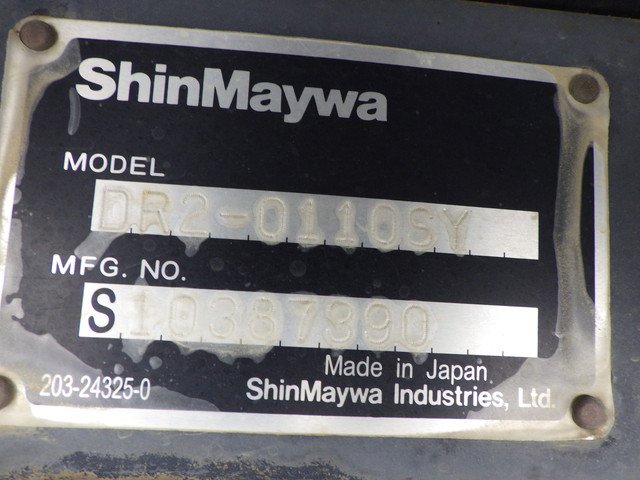 ShinMaywa
MODEL
DR2-0110SY
MFG. NO.
S10387390
Made in Japan
203-24325-0
ShinMaywa Industries, Ltd.